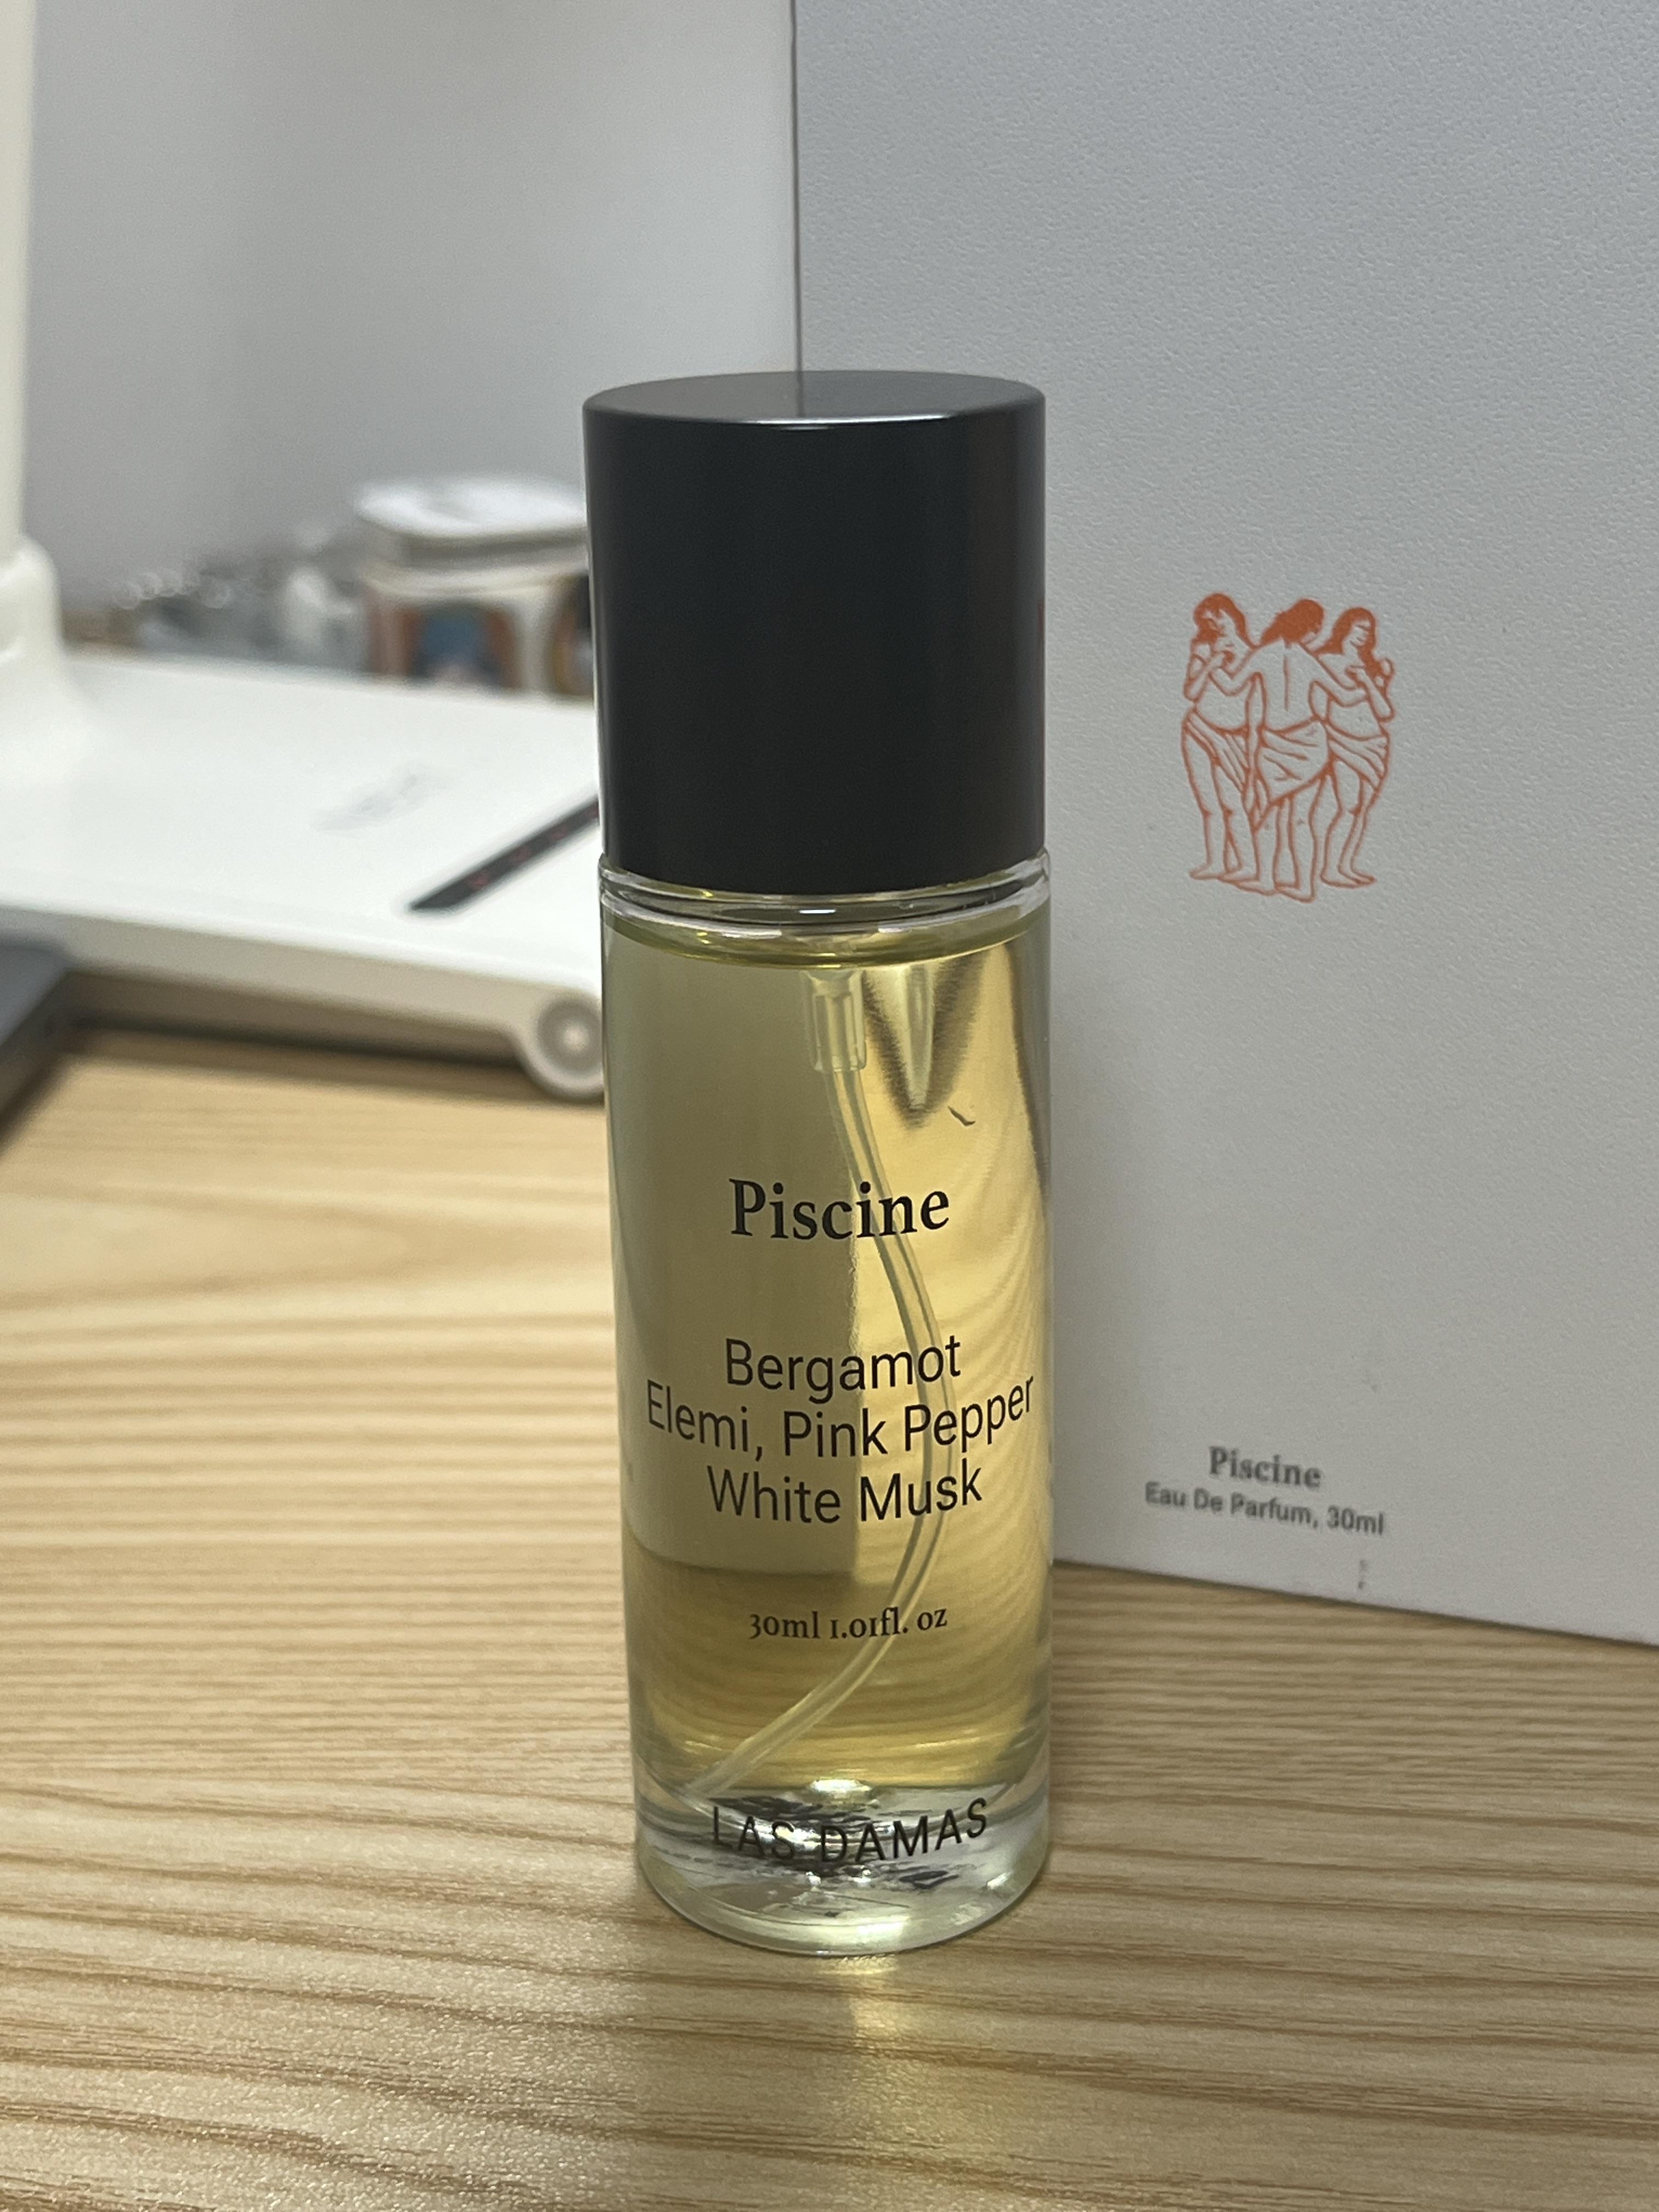 Piscine
Bergamot
Elemi, Pink Pepper
White Musk
30ml 1.01fl. oz
LAS DAMAS
Piscine
Eau De Parfum, 30ml